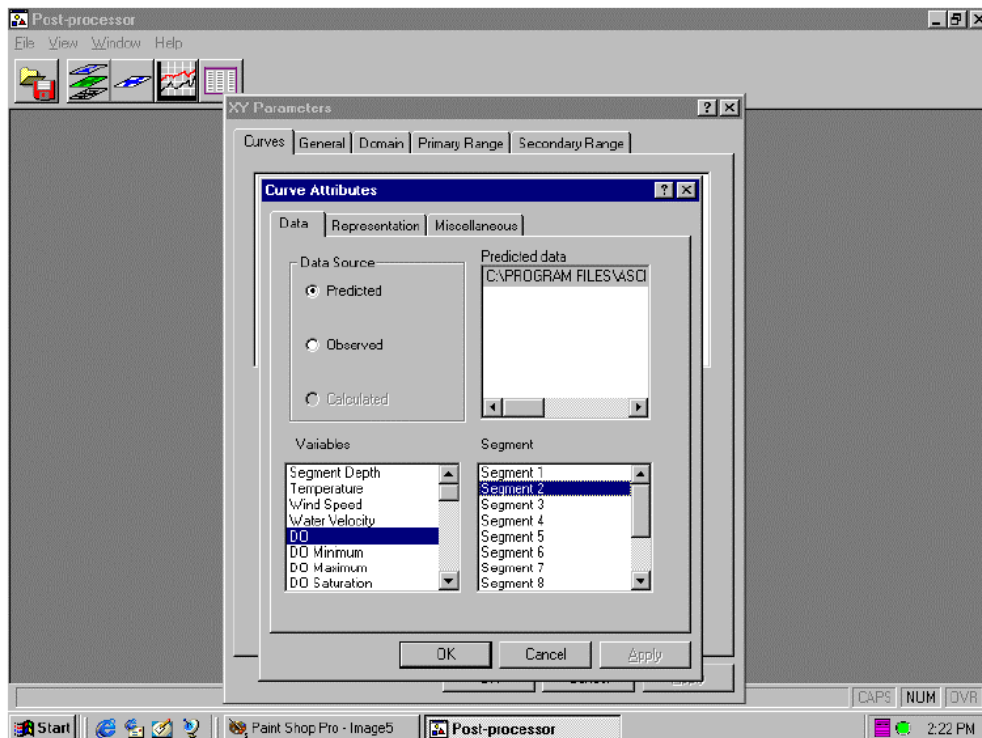 Post-processor
File View Window Help
XY Parameters
Curves General Domain Primary Range Secondary Range
Curve Attributes
Data Representation Miscellaneous
Data Source
Predicted
Observed
Calculated
Predicted data
C:\PROGRAM FILES\ASCI
Variables
Segment Depth
Temperature
Wind Speed
Water Velocity
DO
DO Minimum
DO Maximum
DO Saturation
Segment
Segment 1
Segment 2
Segment 3
Segment 4
Segment 5
Segment 6
Segment 7
Segment 8
OK Cancel Apply
CAPS NUM OVR
Start Paint Shop Pro - Image5 Post-processor 2:22 PM